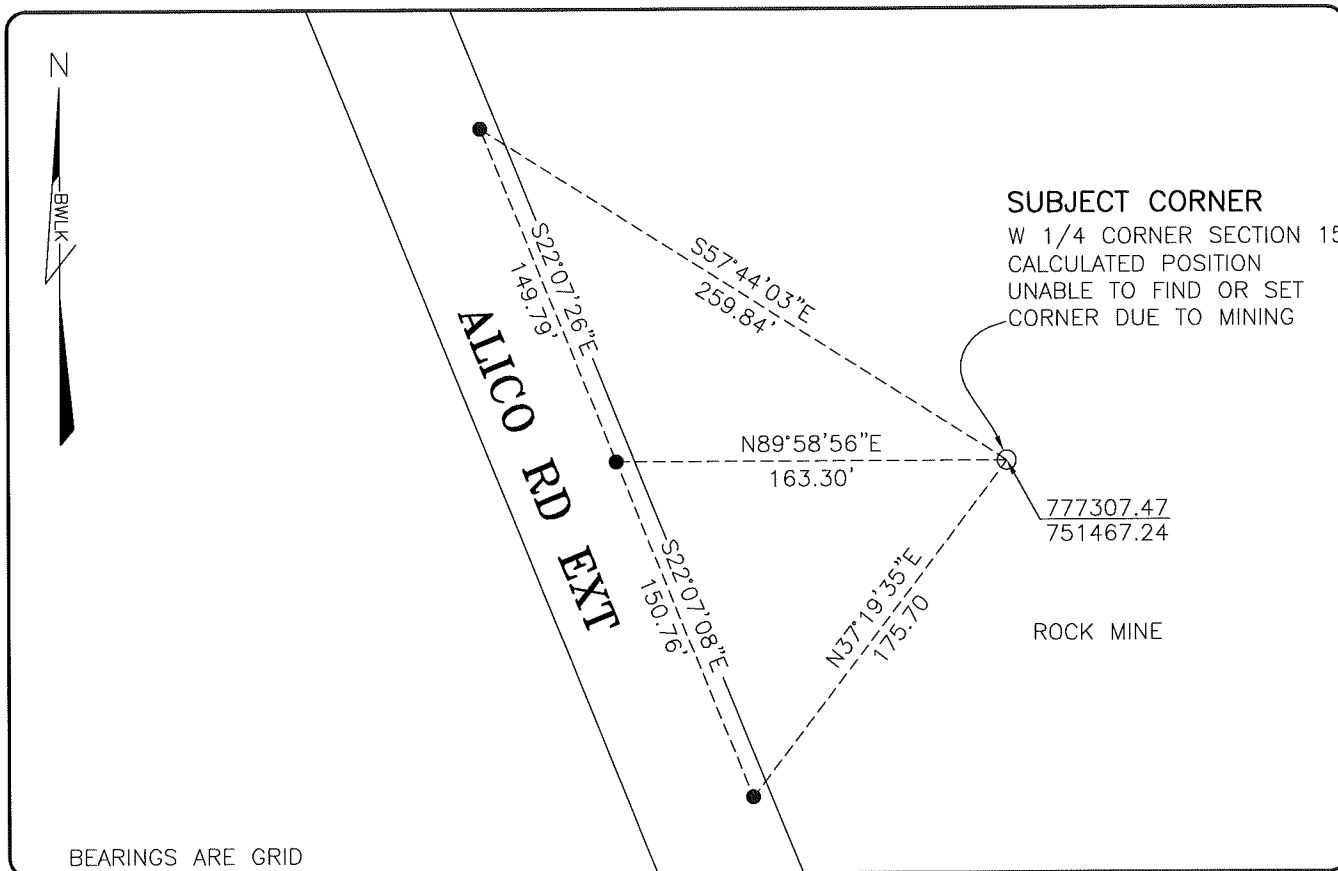 N
BWLK
SUBJECT CORNER
W 1/4 CORNER SECTION 15
CALCULATED POSITION
UNABLE TO FIND OR SET
CORNER DUE TO MINING
S57°44'03"E
259.84'
S22°07'26"E
149.79'
ALICO RD EXT
N89°58'56"E
163.30'
777307.47
751467.24
S22°07'08"E
150.76'
N37°19'35"E
175.70
ROCK MINE
BEARINGS ARE GRID